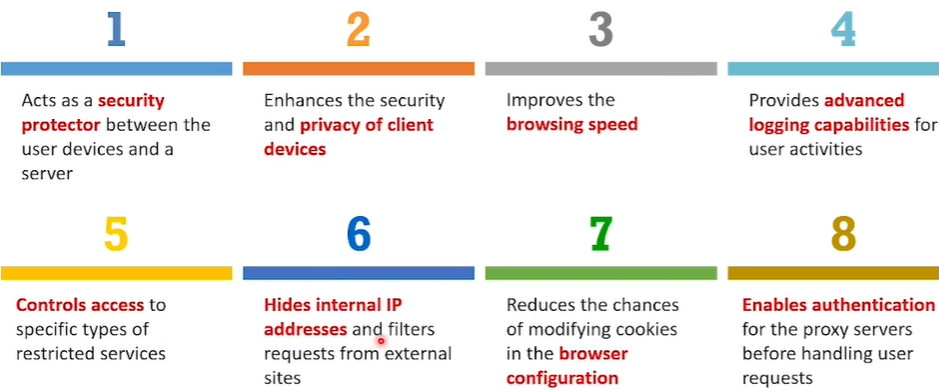 1
Acts as a security
protector between the
user devices and a
server
2
Enhances the security
and privacy of client
devices
3
Improves the
browsing speed
4
Provides advanced
logging capabilities for
user activities
5
Controls access to
specific types of
restricted services
6
Hides internal IP
addresses and filters
requests from external
sites
7
Reduces the chances
of modifying cookies
in the browser
configuration
8
Enables authentication
for the proxy servers
before handling user
requests